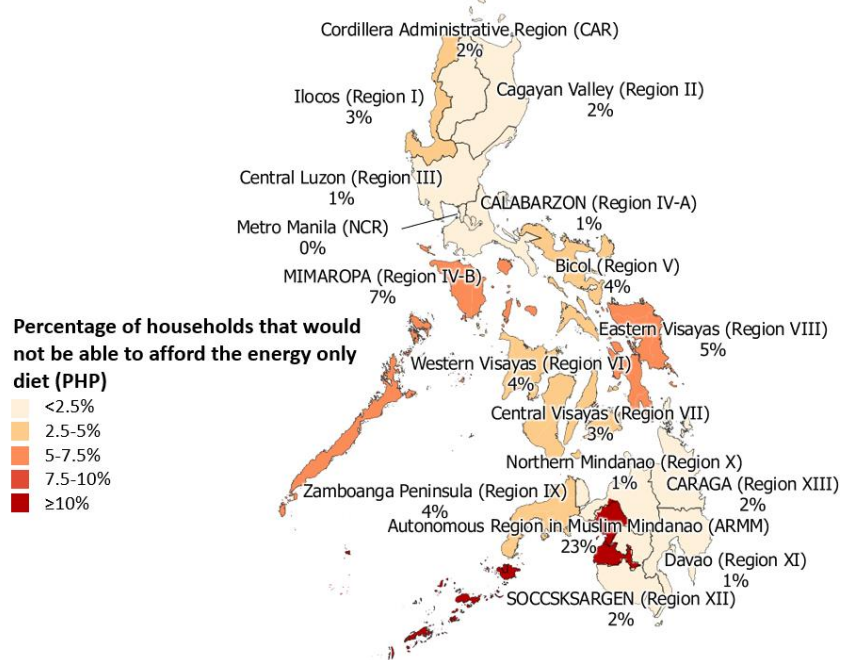 Cordillera Administrative Region (CAR)
2%
Cagayan Valley (Region II)
2%
Ilocos (Region I)
3%
Central Luzon (Region III)
1%
CALABARZON (Region IV-A)
1%
Metro Manila (NCR)
0%
Bicol (Region V)
4%
MIMAROPA (Region IV-B)
7%
Percentage of households that would
not be able to afford the energy only
diet (PHP)
<2.5%
2.5-5%
5-7.5%
7.5-10%
≥10%
Eastern Visayas (Region VIII)
5%
Western Visayas (Region VI)
4%
Central Visayas (Region VII)
3%
Northern Mindanao (Region X)
1%
CARAGA (Region XIII)
2%
Zamboanga Peninsula (Region IX)
4%
Autonomous Region in Muslim Mindanao (ARMM)
23%
Davao (Region XI)
1%
SOCCSKSARGEN (Region XII)
2%